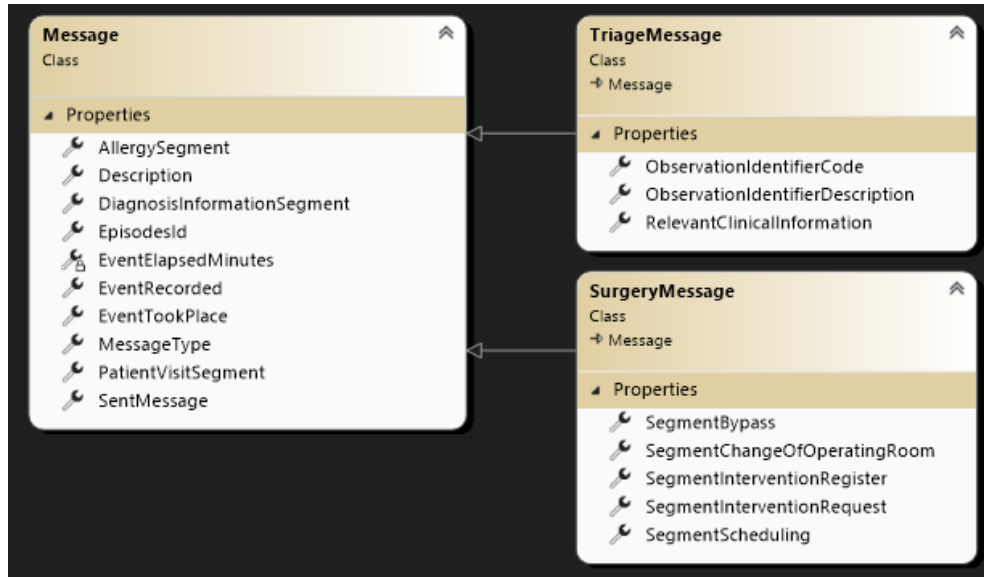 Message
Class
Properties
AllergySegment
Description
DiagnosisInformationSegment
EpisodesId
EventElapsedMinutes
EventRecorded
EventTookPlace
MessageType
PatientVisitSegment
SentMessage
TriageMessage
Class
Message
Properties
ObservationIdentifierCode
ObservationIdentifierDescription
RelevantClinicalInformation
SurgeryMessage
Class
Message
Properties
SegmentBypass
SegmentChangeOfOperatingRoom
SegmentInterventionRegister
SegmentInterventionRequest
SegmentScheduling